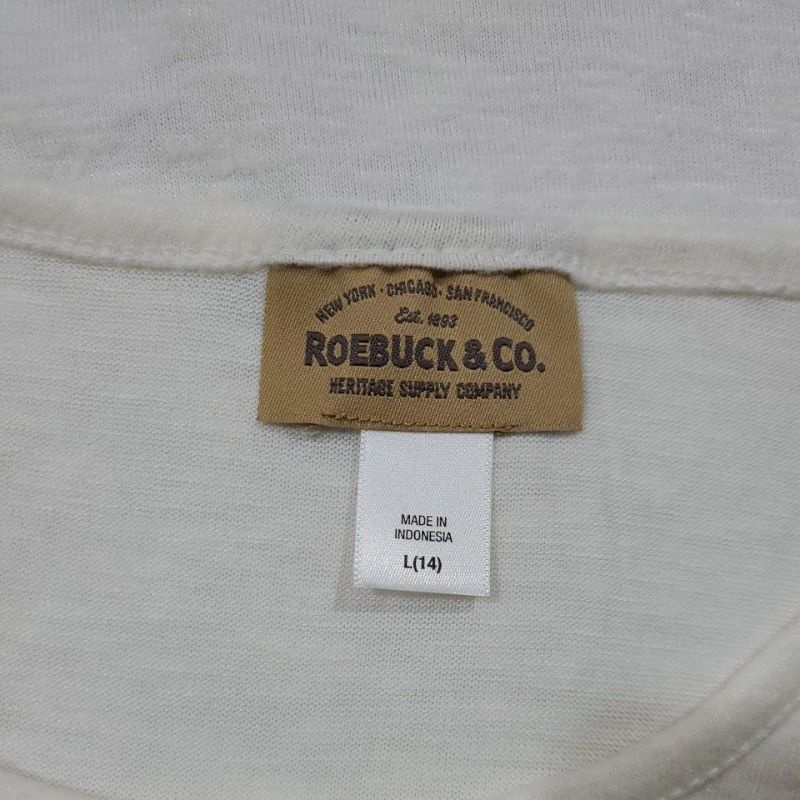 NEW YORK · CHICAGO · SAN FRANCISCO
Est. 1893
ROEBUCK & CO.
HERITAGE SUPPLY COMPANY
MADE IN
INDONESIA
L(14)